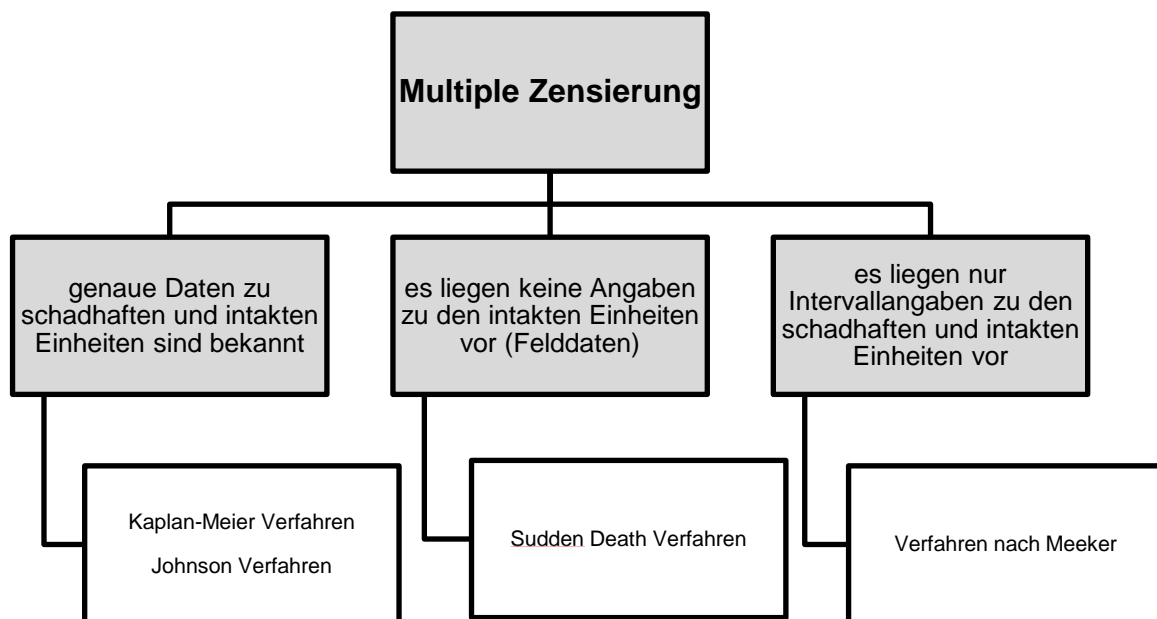 Multiple Zensierung
genaue Daten zu
schadhaften und intakten
Einheiten sind bekannt
es liegen keine Angaben
zu den intakten Einheiten
vor (Felddaten)
es liegen nur
Intervallangaben zu den
schadhaften und intakten
Einheiten vor
Kaplan-Meier Verfahren
Johnson Verfahren
Sudden Death Verfahren
Verfahren nach Meeker